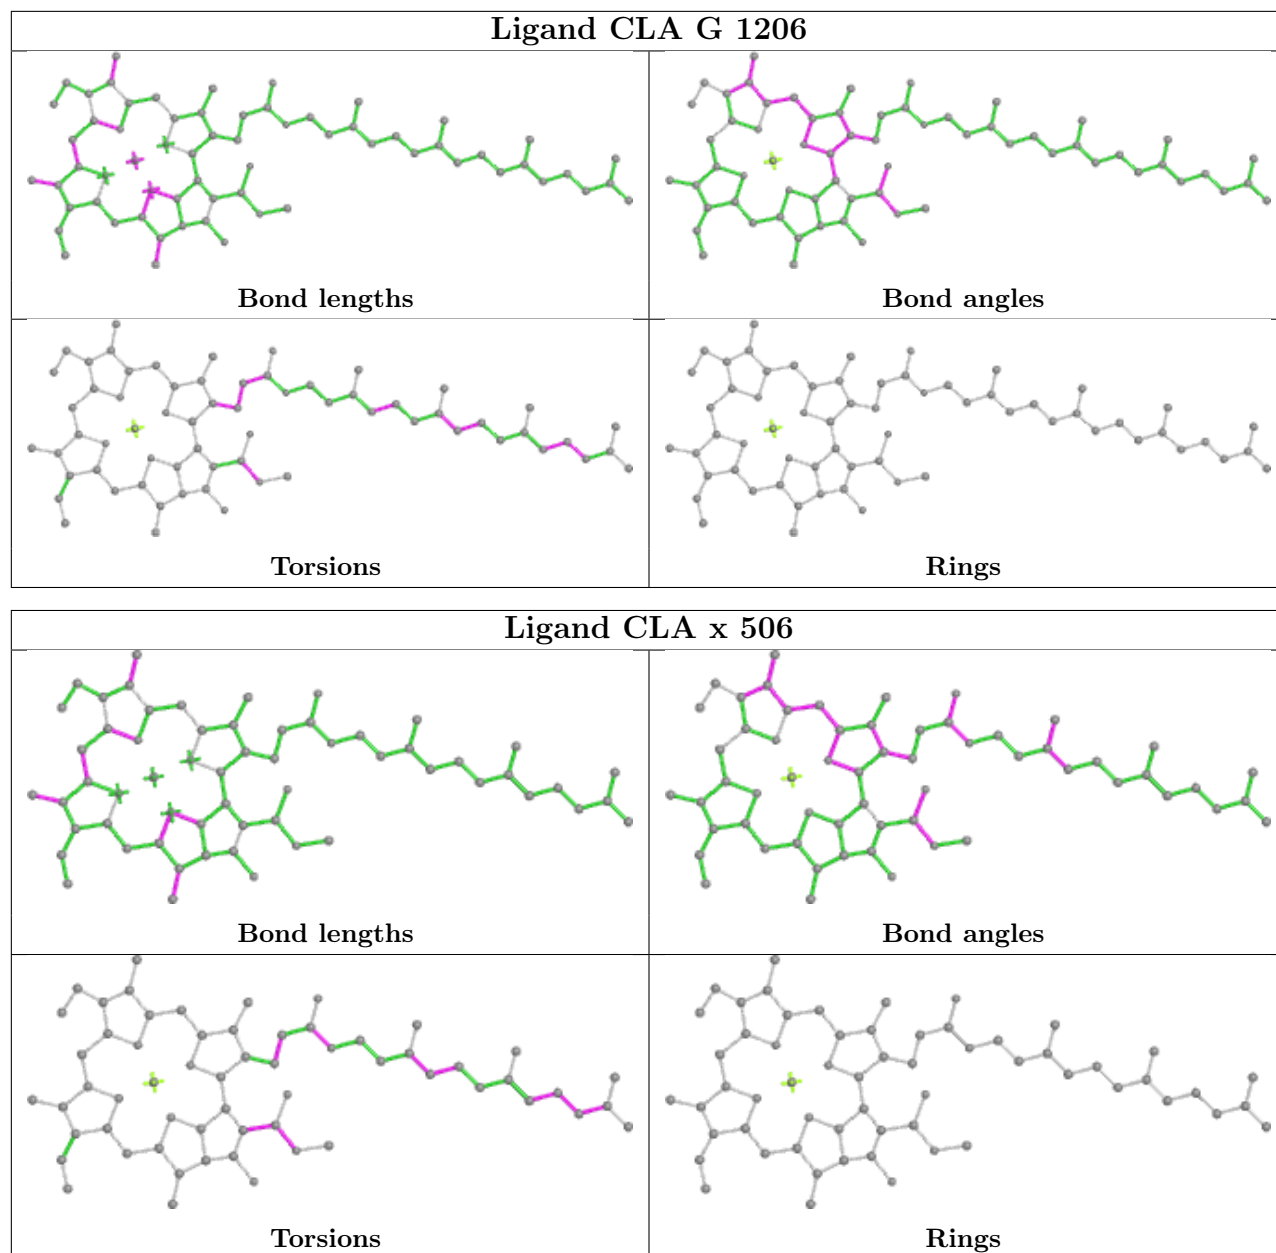 Ligand CLA G 1206
Bond lengths
Bond angles
Torsions
Rings
Ligand CLA x 506
Bond lengths
Bond angles
Torsions
Rings